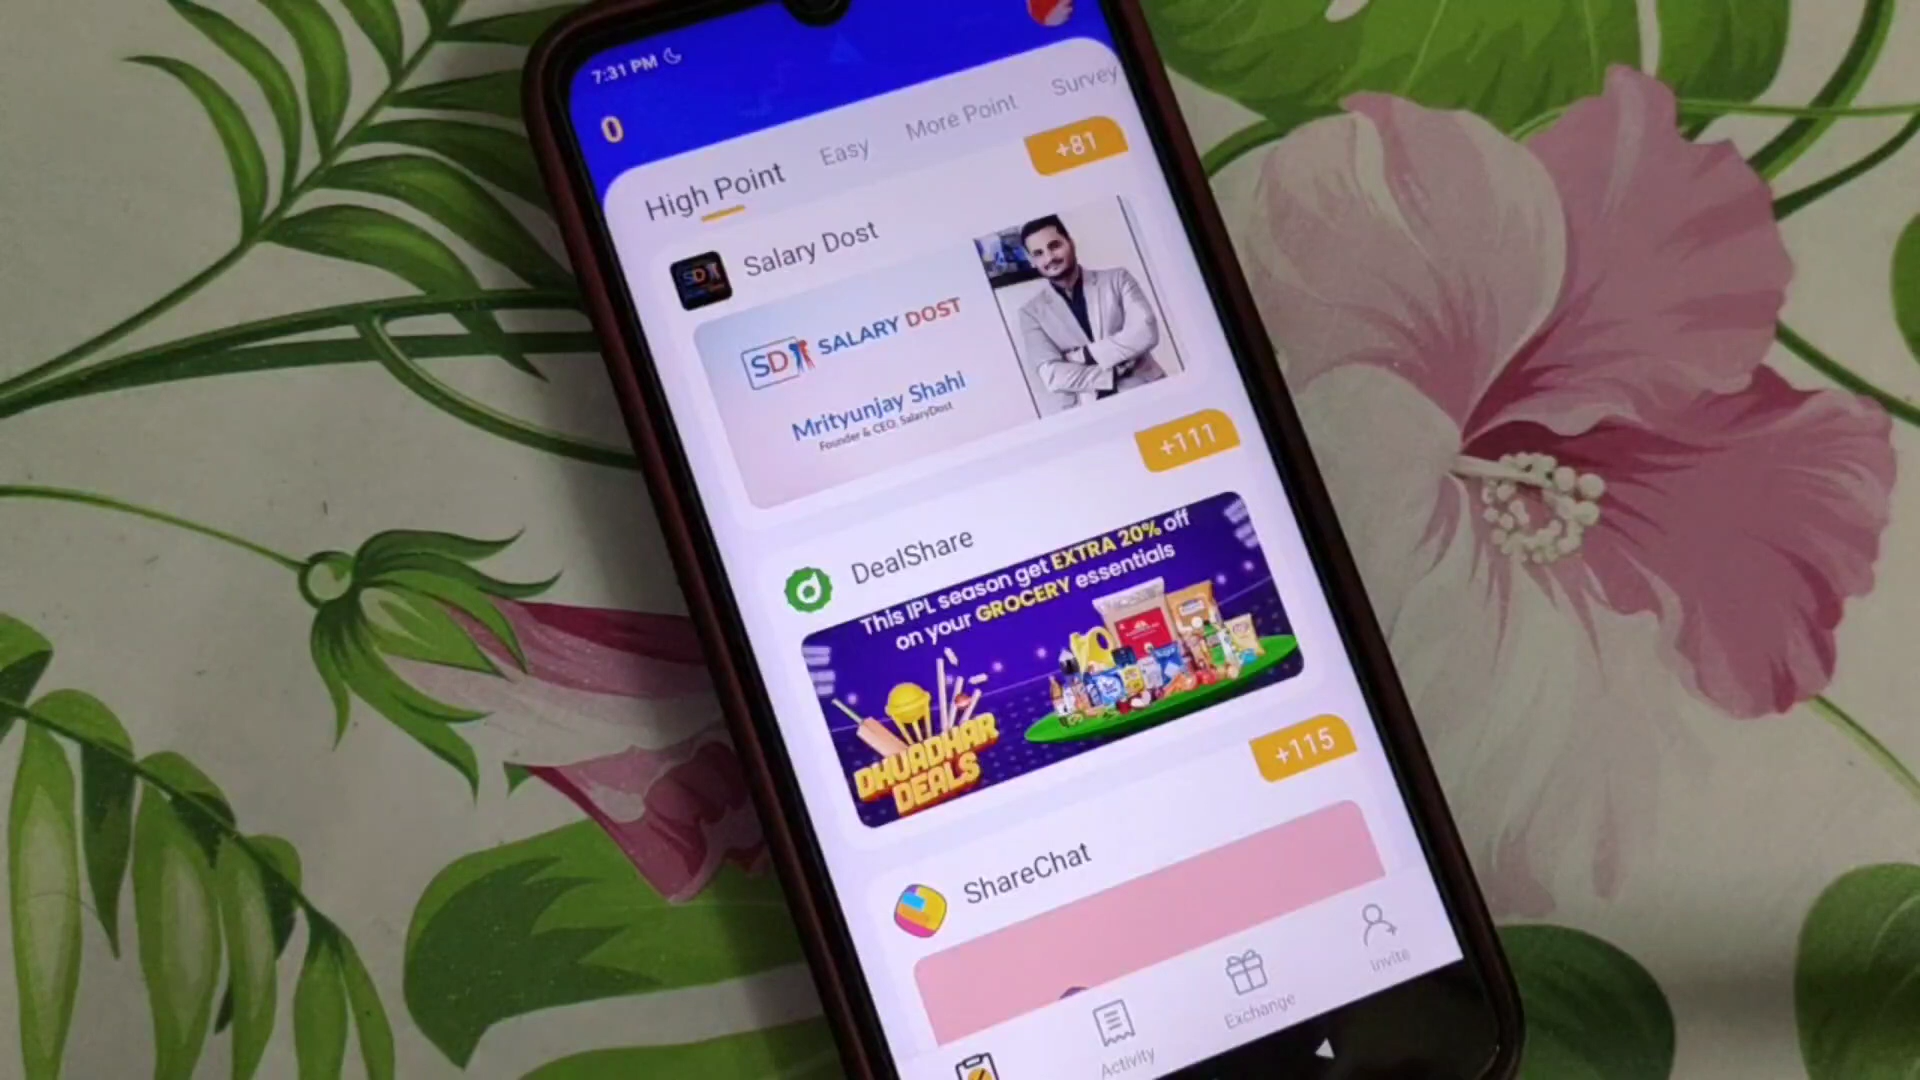 7:31 PM
0
High Point
Easy
More Point
Survey
+81
Salary Dost
SD
SALARY DOST
Mrityunjay Shahi
Founder & CEO, SalaryDost
+111
DealShare
This IPL season get EXTRA 20% off
on your GROCERY essentials
DHUADHAR
DEALS
+115
ShareChat
Activity
Exchange
Invite